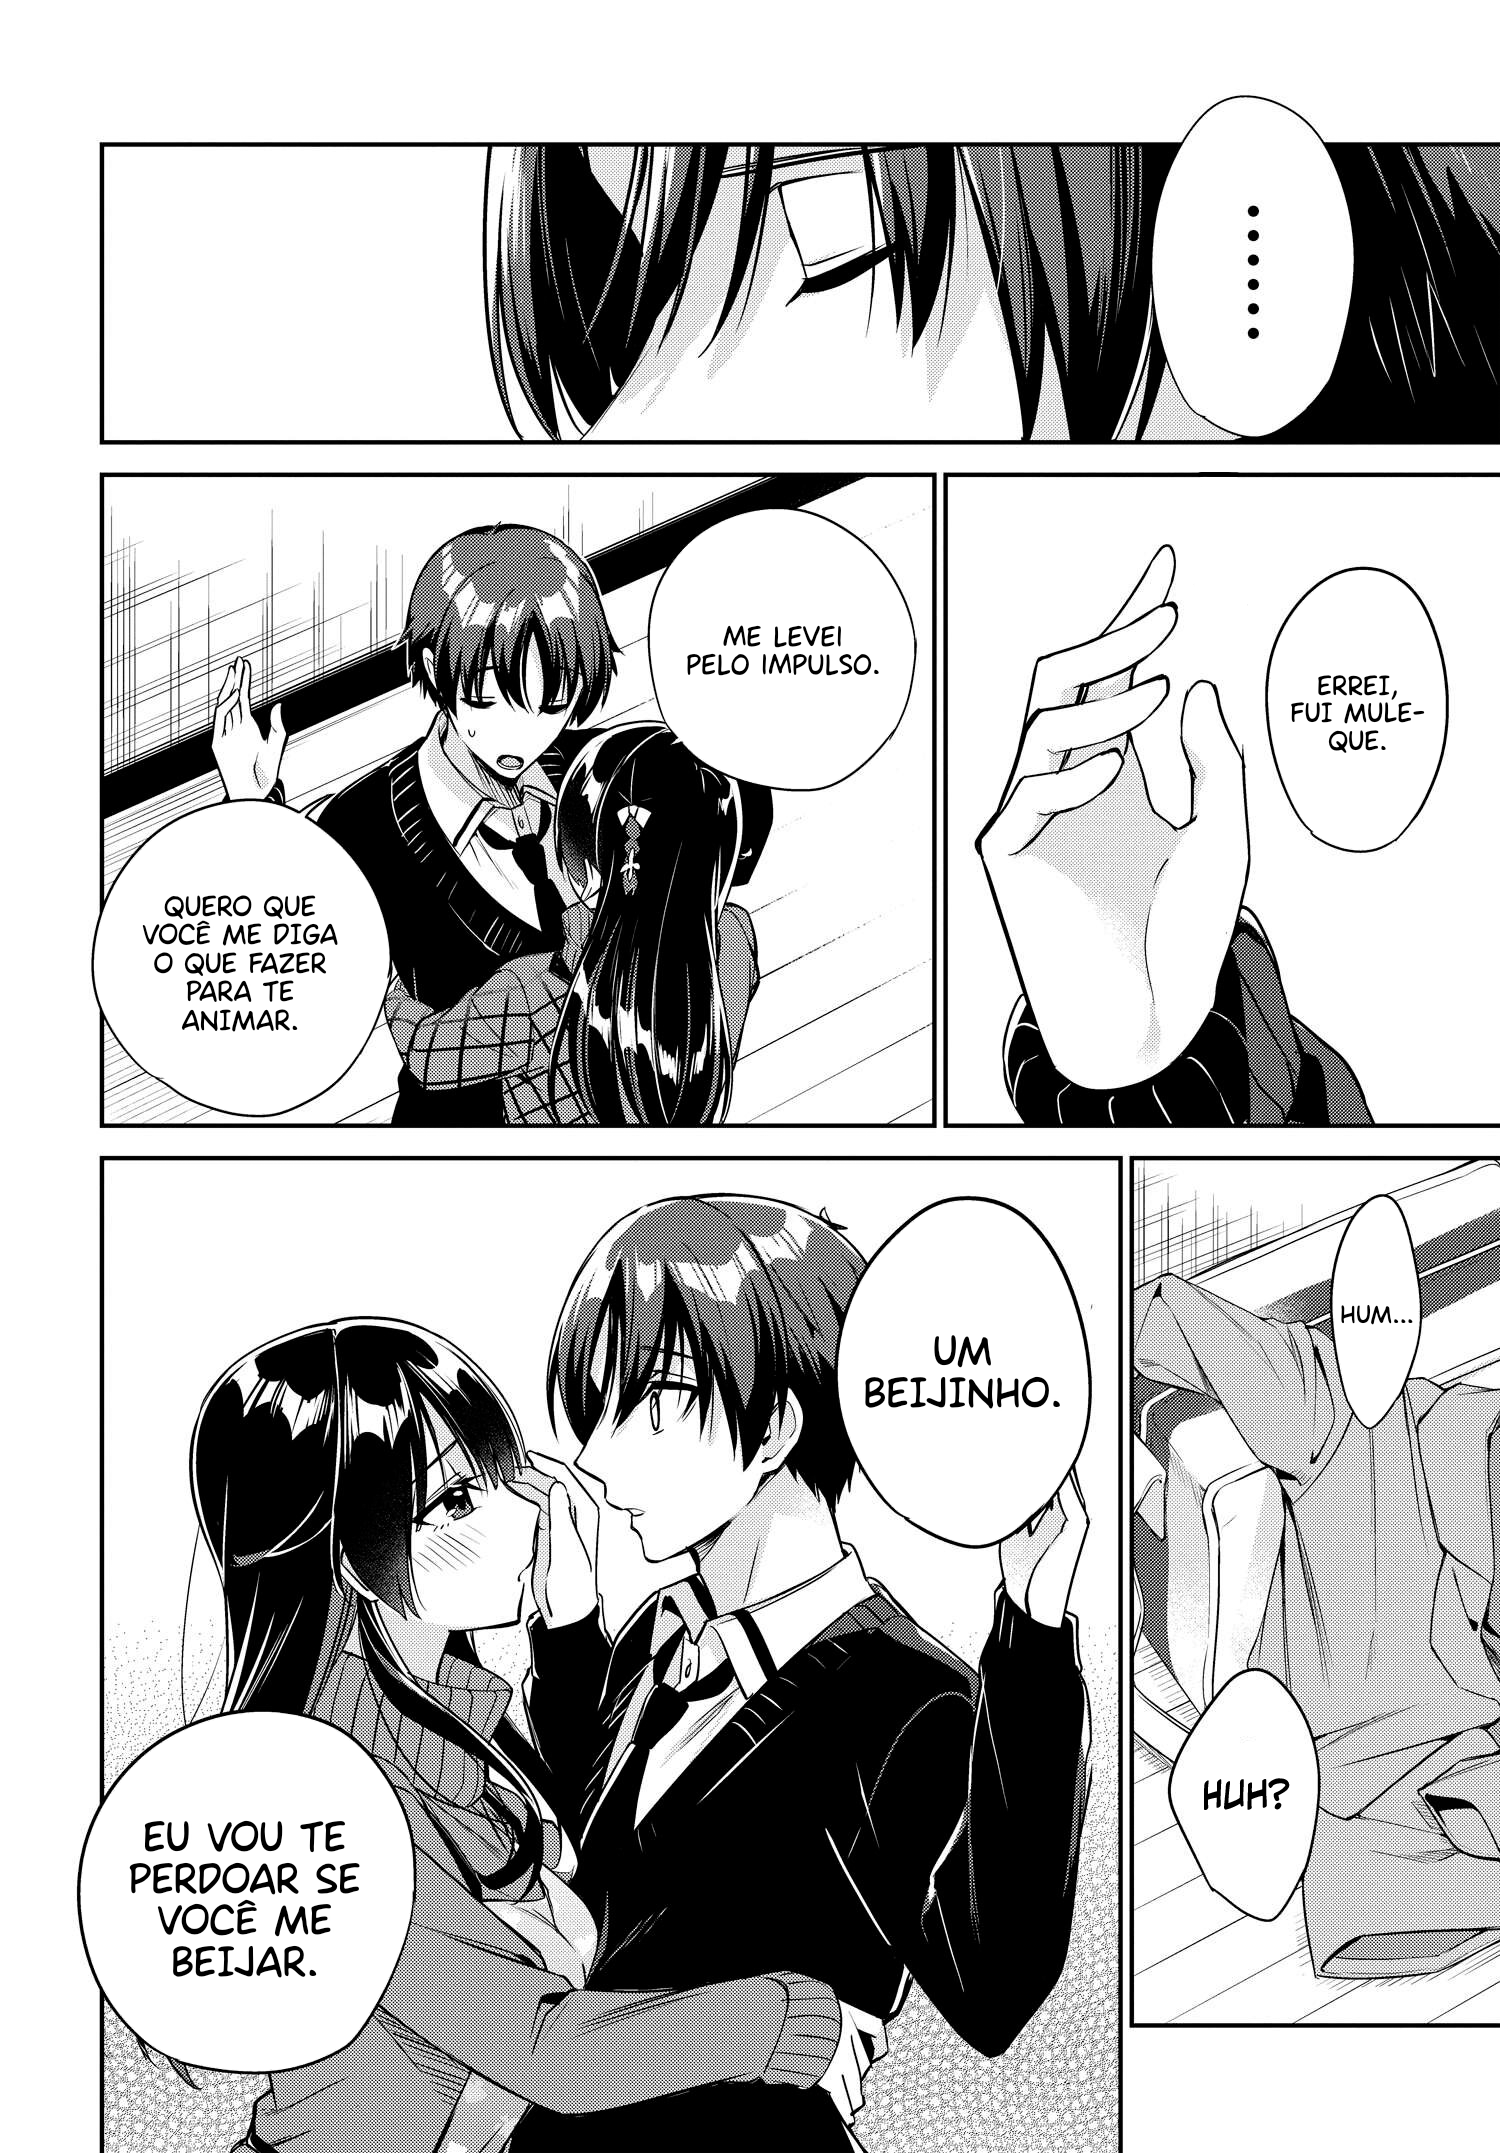 ......
ERREI,
FUI MULE-
QUE.
ME LEVEI
PELO IMPULSO.
QUERO QUE
VOCÊ ME DIGA
O QUE FAZER
PARA TE
ANIMAR.
HUM...
HUH?
UM
BEIJINHO.
EU VOU TE
PERDOAR SE
VOCÊ ME
BEIJAR.